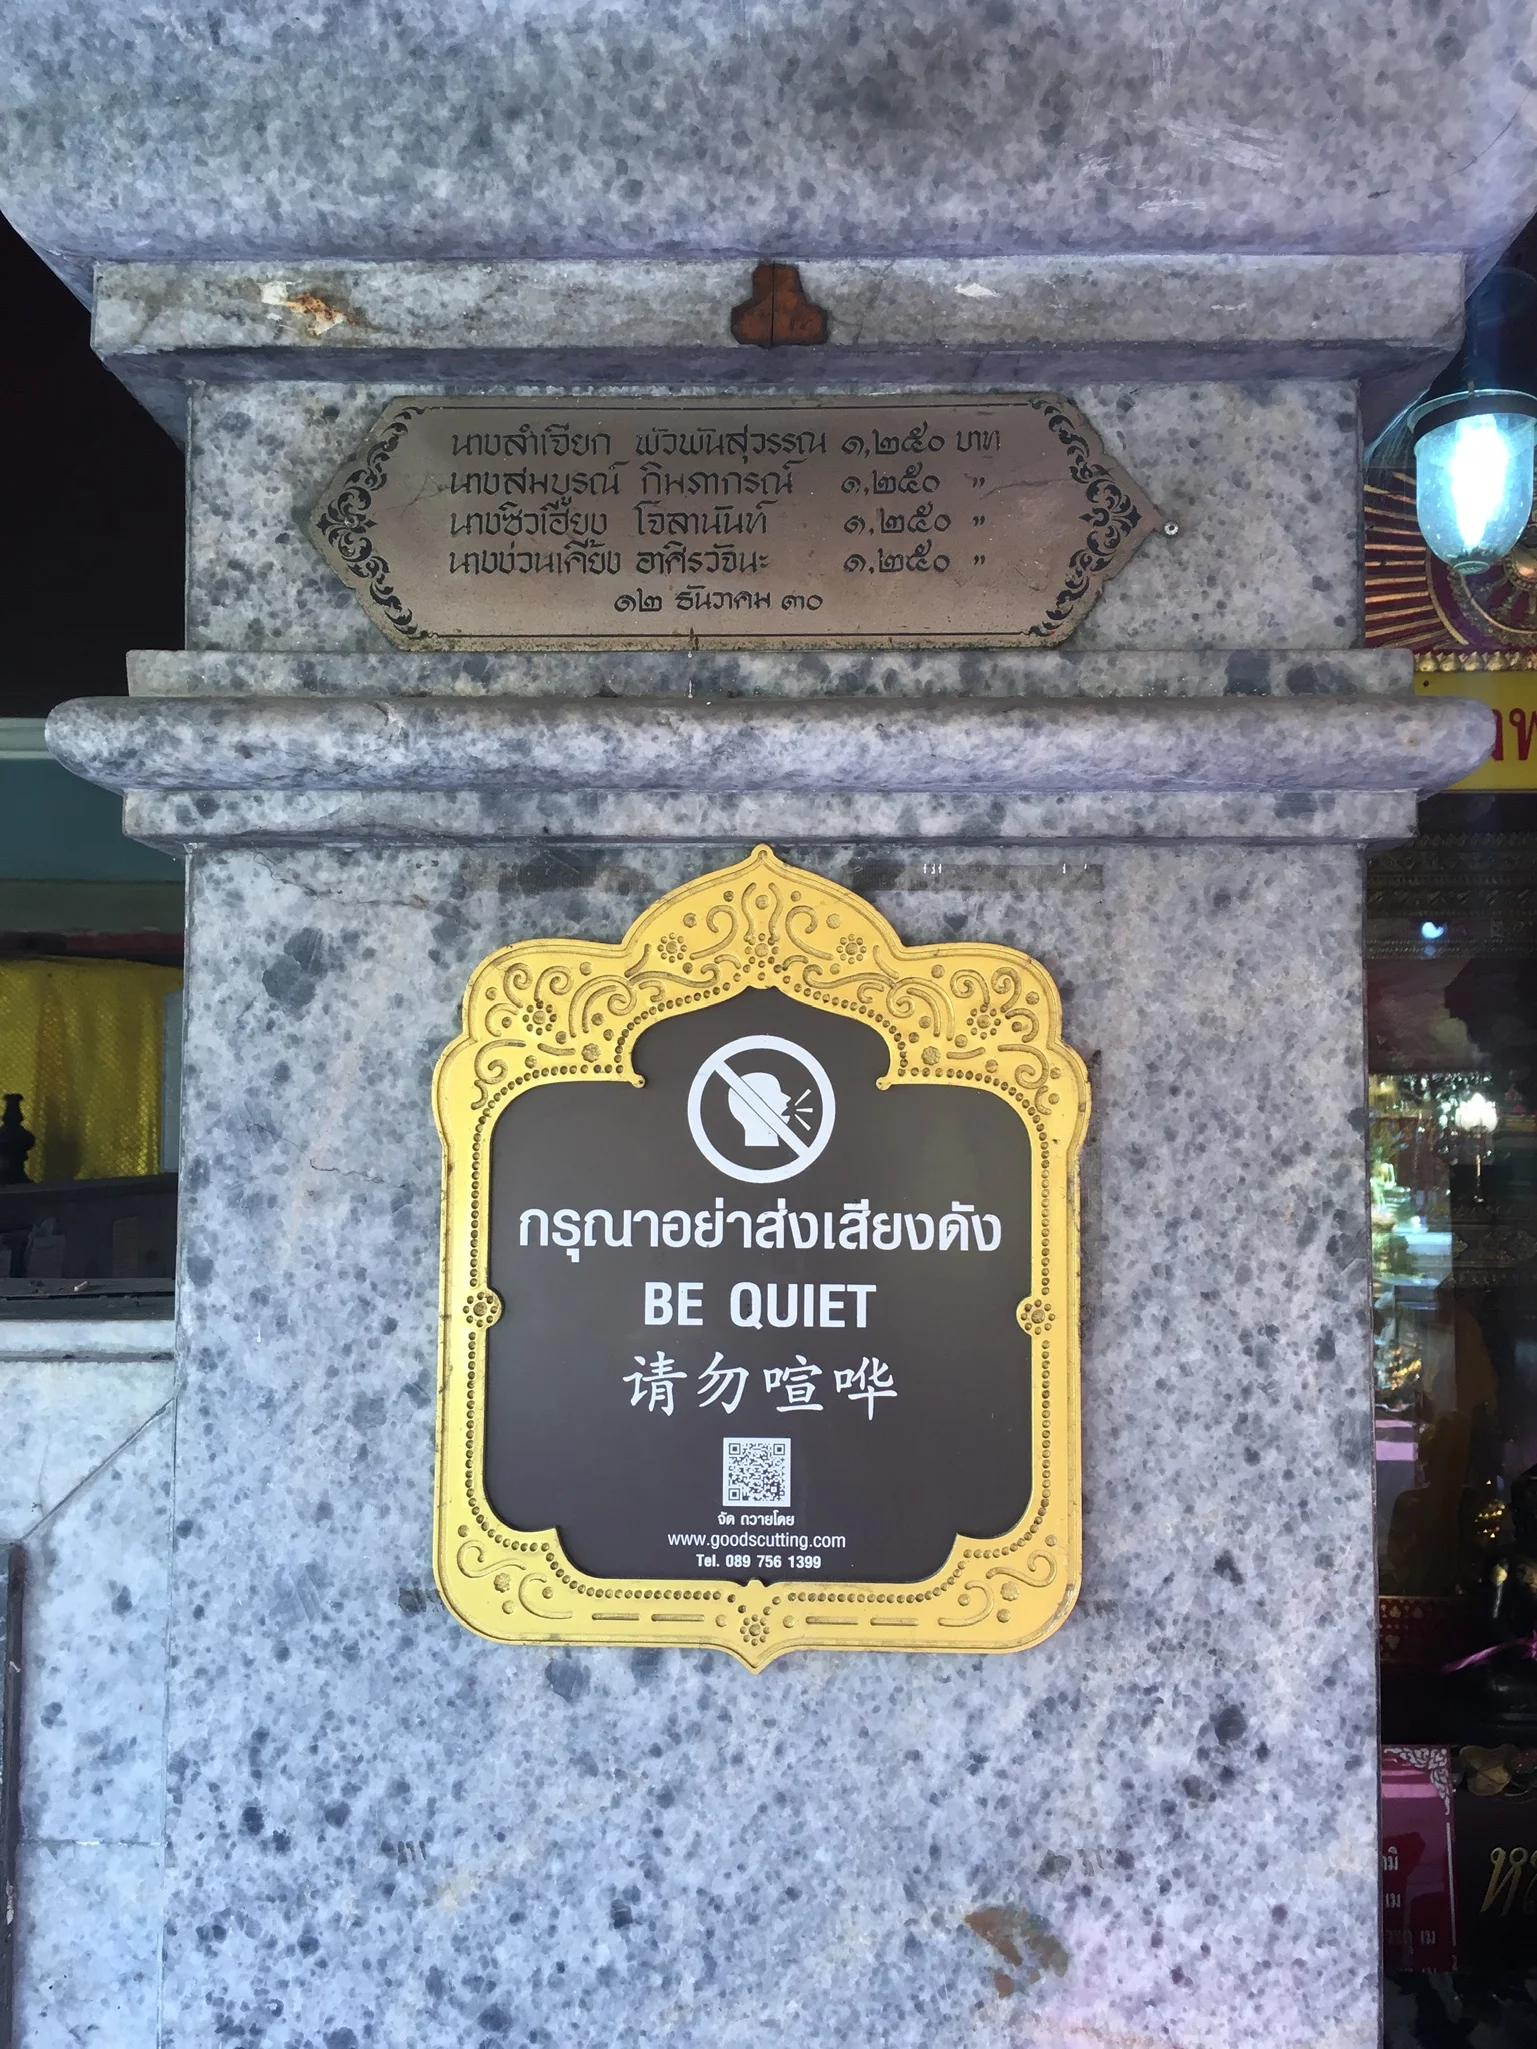 นางลำเจียก พัวพันสุวรรณ ๑,๒๕๐ บาท
นางสมบูรณ์ กิมภากรณ์ ๑,๒๕๐ "
นางซิวเฮียง โจลานันท์ ๑,๒๕๐ "
นางง่วนเคี้ยง อาศิรวัจนะ ๑,๒๕๐ "
๑๒ ธันวาคม ๓๐
กรุณาอย่าส่งเสียงดัง
BE QUIET
请勿喧哗
จัด ถวายโดย
www.goodscutting.com
Tel. 089 756 1399